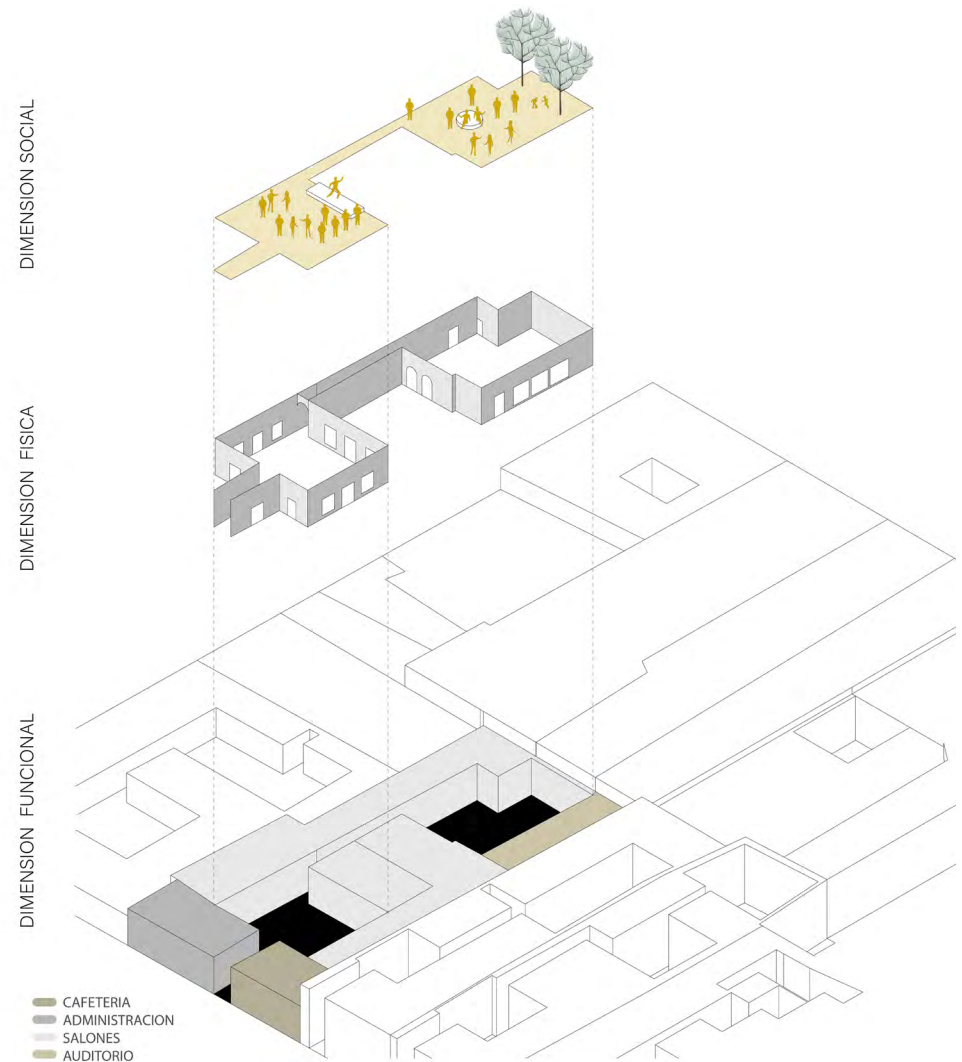 DIMENSION SOCIAL
DIMENSION FISICA
DIMENSION FUNCIONAL
CAFETERIA
ADMINISTRACION
SALONES
AUDITORIO